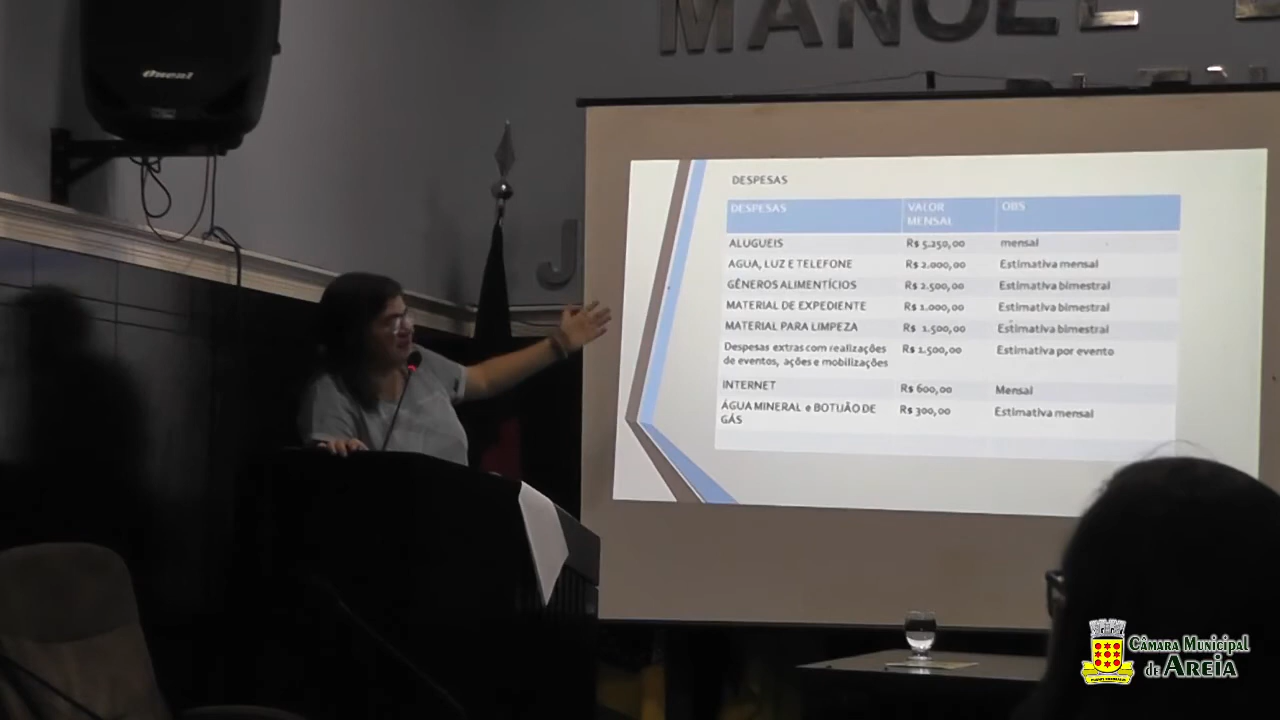 Oneal
MANOEL
J
DESPESAS
DESPESAS VALOR MENSAL OBS
ALUGUEIS R$ 5.250,00 mensal
AGUA, LUZ E TELEFONE R$ 2.000,00 Estimativa mensal
GÊNEROS ALIMENTÍCIOS R$ 2.500,00 Estimativa bimestral
MATERIAL DE EXPEDIENTE R$ 1.000,00 Estimativa bimestral
MATERIAL PARA LIMPEZA R$ 1.500,00 Estimativa bimestral
Despesas extras com realizações de eventos, ações e mobilizações R$ 1.500,00 Estimativa por evento
INTERNET R$ 600,00 Mensal
ÁGUA MINERAL e BOTIJÃO DE GÁS R$ 300,00 Estimativa mensal
CÂMARA MUNICIPAL
DE AREIA